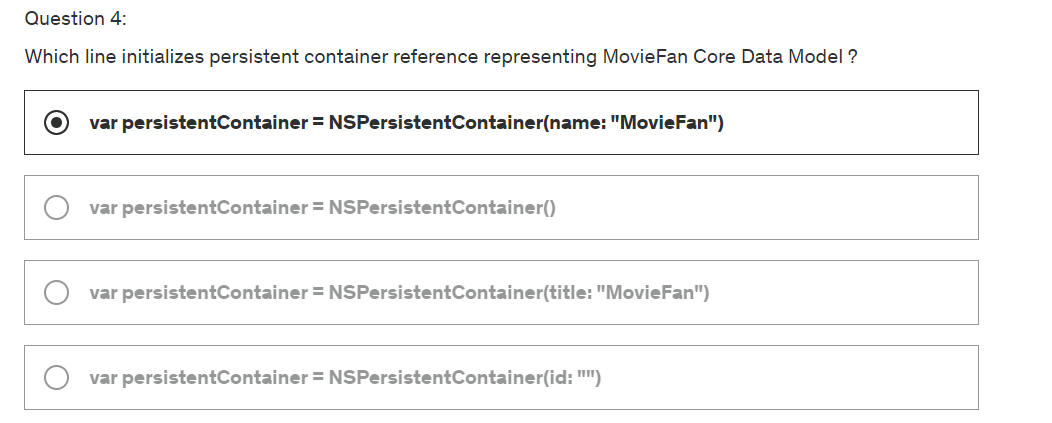 Question 4:
Which line initializes persistent container reference representing MovieFan Core Data Model ?
var persistentContainer = NSPersistentContainer(name: "MovieFan")
var persistentContainer = NSPersistentContainer()
var persistentContainer = NSPersistentContainer(title: "MovieFan")
var persistentContainer = NSPersistentContainer(id: "")